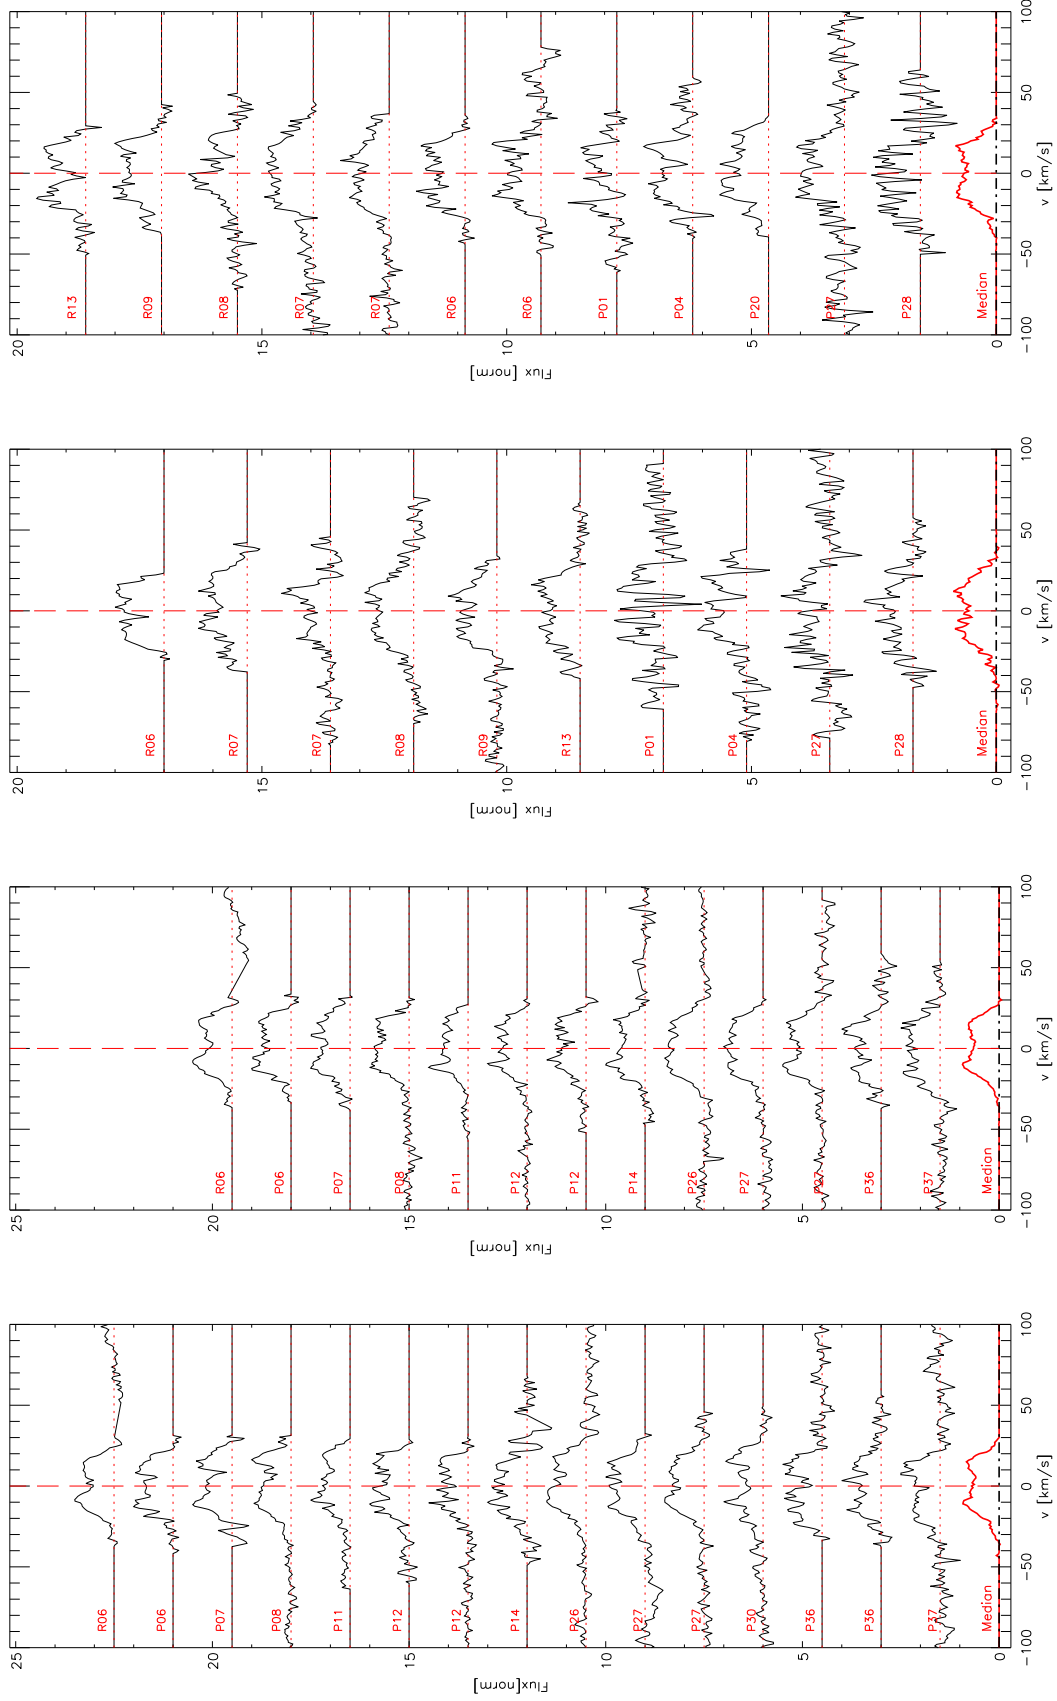 Flux[norm]
25
20
15
10
5
0
R06
P06
P07
P08
P11
P12
P12
P14
P26
P27
P27
P30
P36
P36
P37
Median
-100
-50
0
50
100
v [km/s]
Flux [norm]
25
20
15
10
5
0
R06
P06
P07
P08
P11
P12
P12
P14
P26
P27
P27
P36
P37
Median
-100
-50
0
50
100
v [km/s]
Flux [norm]
20
15
10
5
0
R06
R07
R07
R08
R09
R13
P01
P04
P27
P28
Median
-100
-50
0
50
100
v [km/s]
Flux [norm]
20
15
10
5
0
R13
R09
R08
R07
R07
R06
R06
P01
P04
P20
P27
P28
Median
-100
-50
0
50
100
v [km/s]